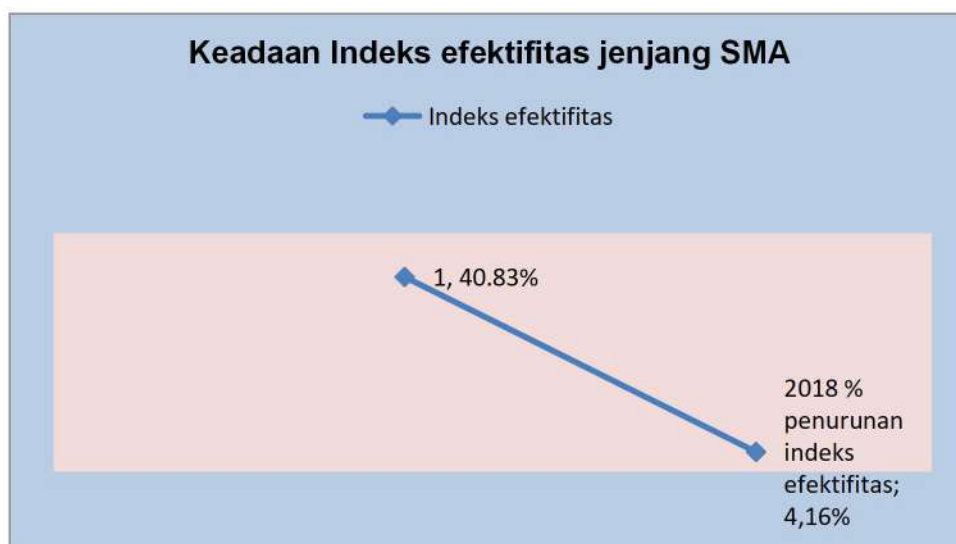 Keadaan Indeks efektifitas jenjang SMA
Indeks efektifitas
1, 40.83%
2018 %
penurunan
indeks
efektifitas;
4,16%